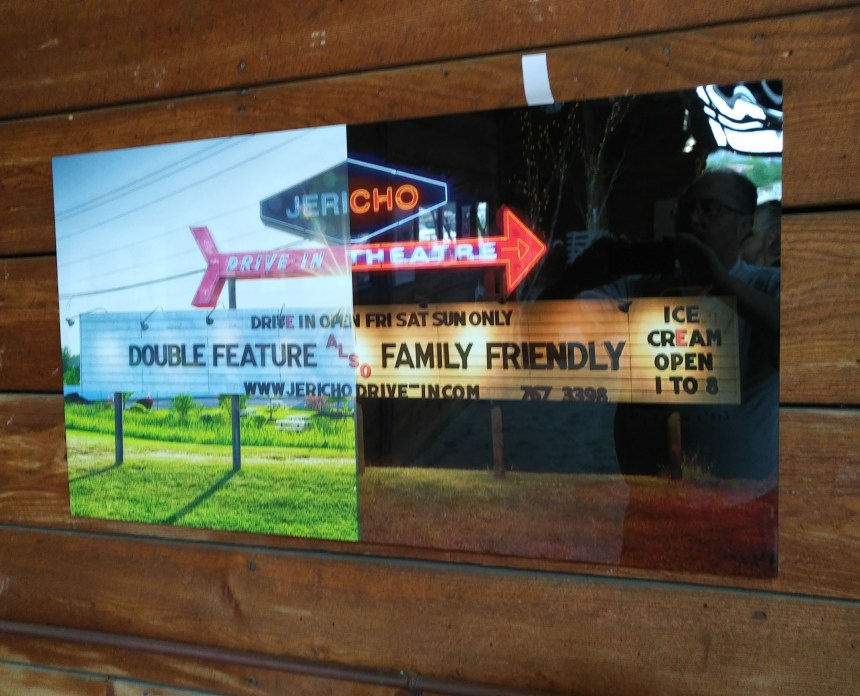 JERICHO
DRIVE-IN THEATRE
DRIVE IN OPEN FRI SAT SUN ONLY
DOUBLE FEATURE ALSO FAMILY FRIENDLY
WWW.JERICHODRIVE-IN.COM 767 3398
ICE
CREAM
OPEN
1 TO 8